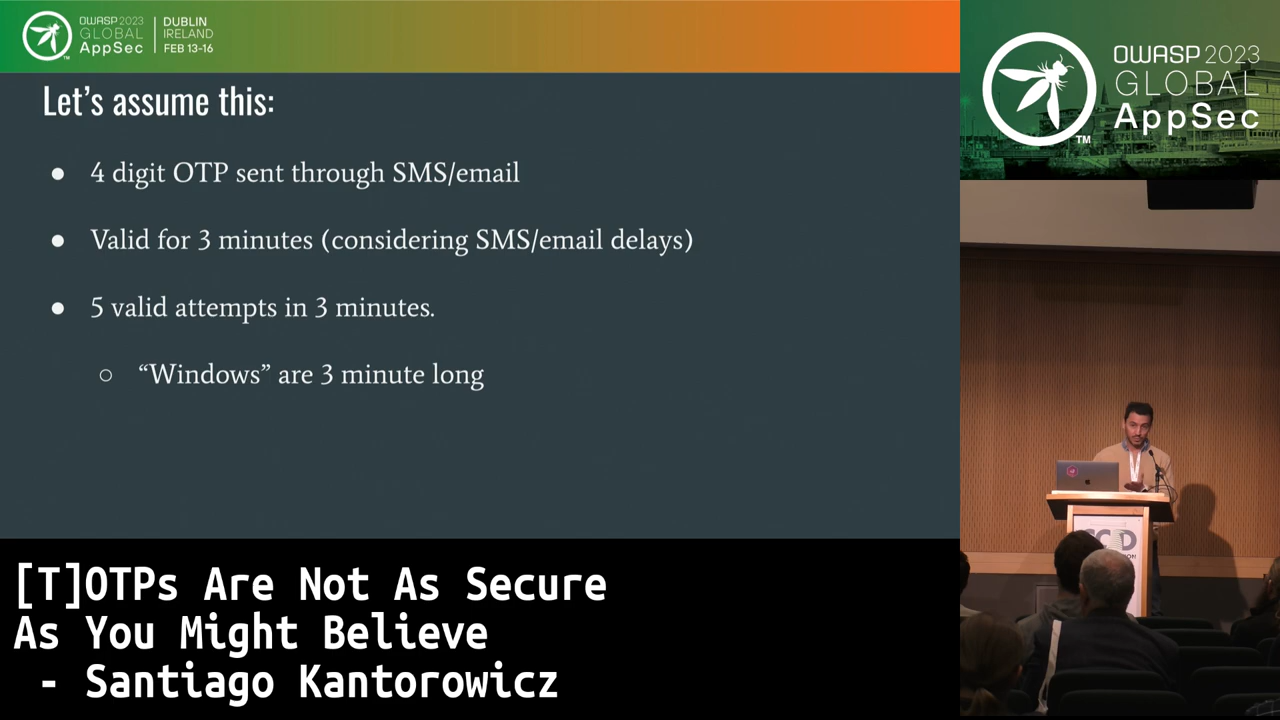 OWASP 2023
GLOBAL
AppSec
TM
DUBLIN
IRELAND
FEB 13-16
Let's assume this:
● 4 digit OTP sent through SMS/email
● Valid for 3 minutes (considering SMS/email delays)
● 5 valid attempts in 3 minutes.
○ “Windows” are 3 minute long
OWASP 2023
GLOBAL
AppSec
TM
[T]OTPs Are Not As Secure
As You Might Believe
- Santiago Kantorowicz